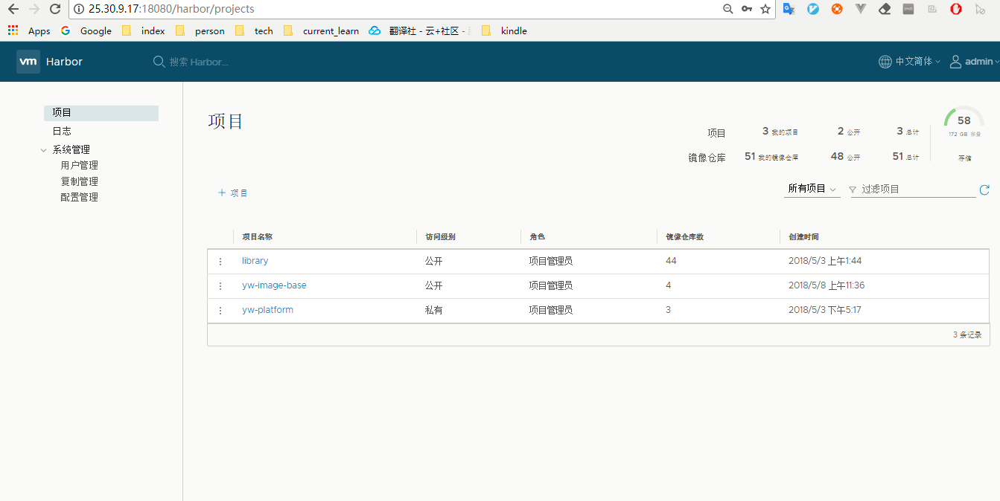 25.30.9.17:18080/harbor/projects
Apps Google index person tech current_learn 翻译社 - 云+社区 - kindle
vm Harbor 搜索 Harbor... 中文简体 admin
项目
日志
系统管理
用户管理
复制管理
配置管理
项目
项目 3 我的项目 2 公开 3 总计
镜像仓库 51 我的镜像仓库 48 公开 51 总计
58
172 GB 容量
存储
+ 项目 所有项目 过滤项目
项目名称 访问级别 角色 镜像仓库数 创建时间
library 公开 项目管理员 44 2018/5/3 上午1:44
yw-image-base 公开 项目管理员 4 2018/5/8 上午11:36
yw-platform 私有 项目管理员 3 2018/5/3 下午5:17
3 条记录